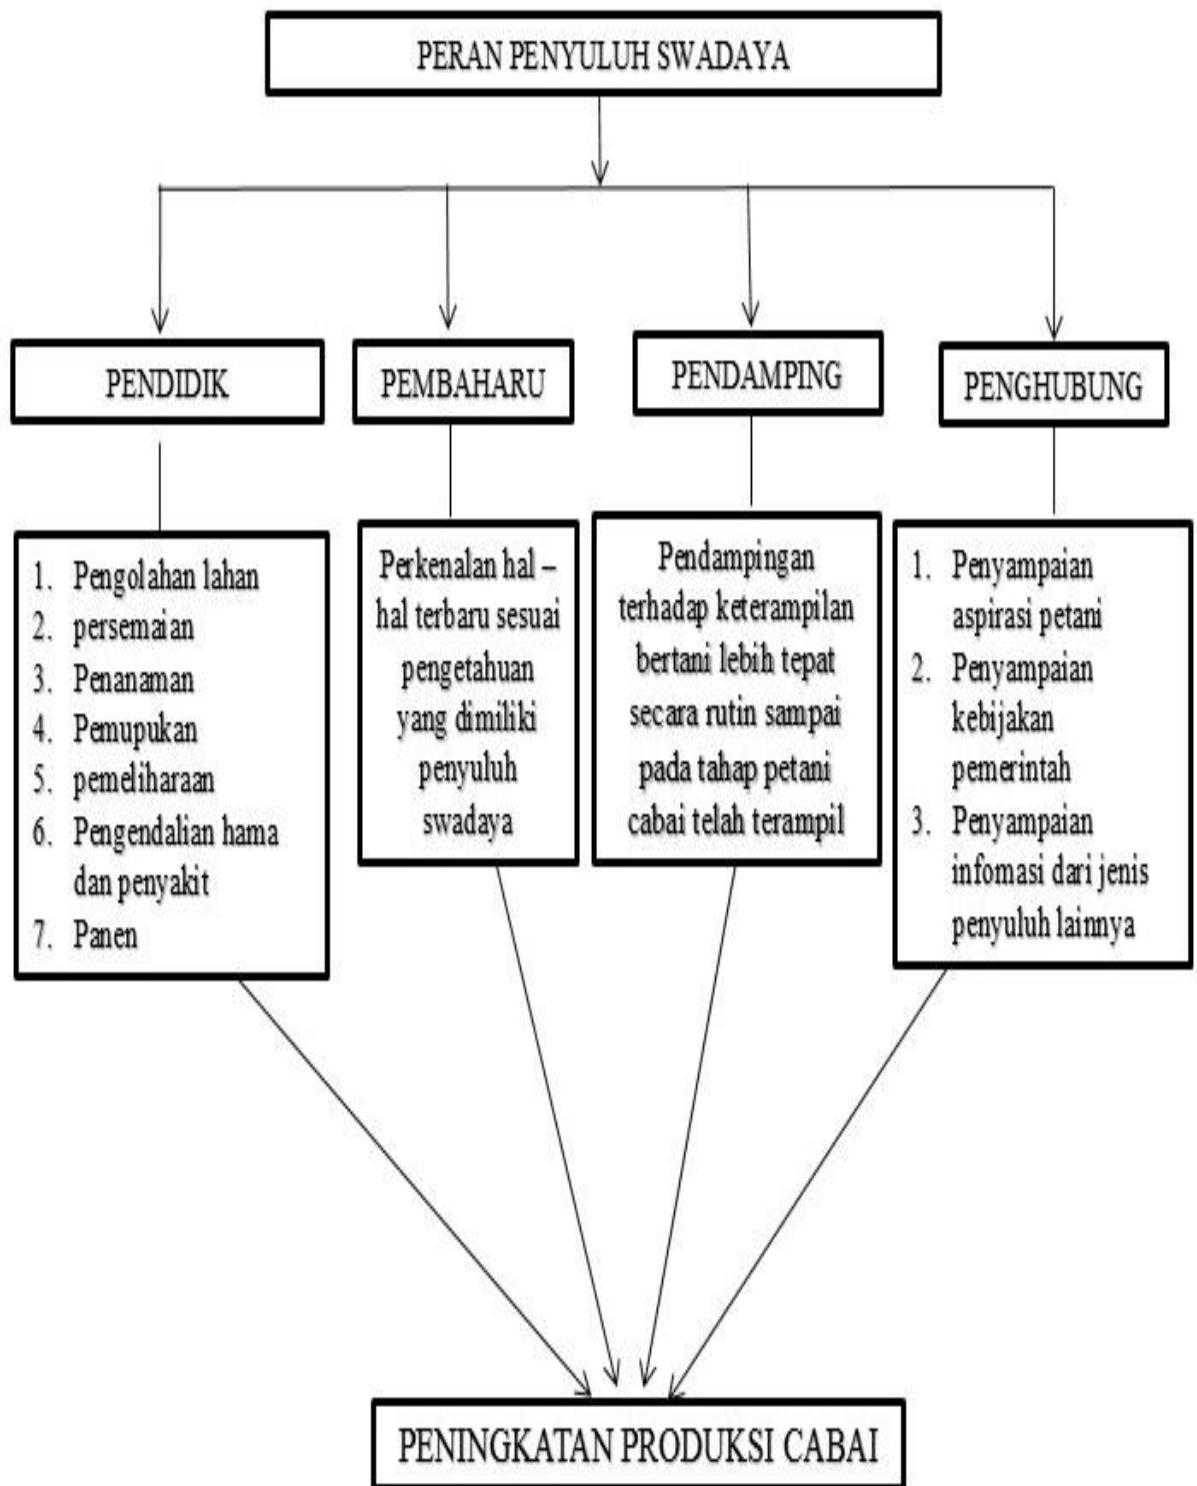 PERAN PENYULUH SWADAYA
PENDIDIK
PEMBAHARU
PENDAMPING
PENGHUBUNG
1. Pengolahan lahan
2. persemaian
3. Penanaman
4. Pemupukan
5. pemeliharaan
6. Pengendalian hama
dan penyakit
7. Panen
Perkenalan hal –
hal terbaru sesuai
pengetahuan
yang dimiliki
penyuluh
swadaya
Pendampingan
terhadap keterampilan
bertani lebih tepat
secara rutin sampai
pada tahap petani
cabai telah terampil
1. Penyampaian
aspirasi petani
2. Penyampaian
kebijakan
pemerintah
3. Penyampaian
infomasi dari jenis
penyuluh lainnya
PENINGKATAN PRODUKSI CABAI